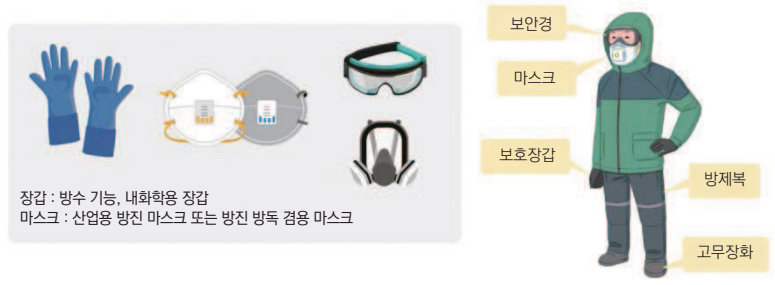 장갑 : 방수 기능, 내화학용 장갑
마스크 : 산업용 방진 마스크 또는 방진 방독 겸용 마스크
보안경
마스크
보호장갑
방제복
고무장화